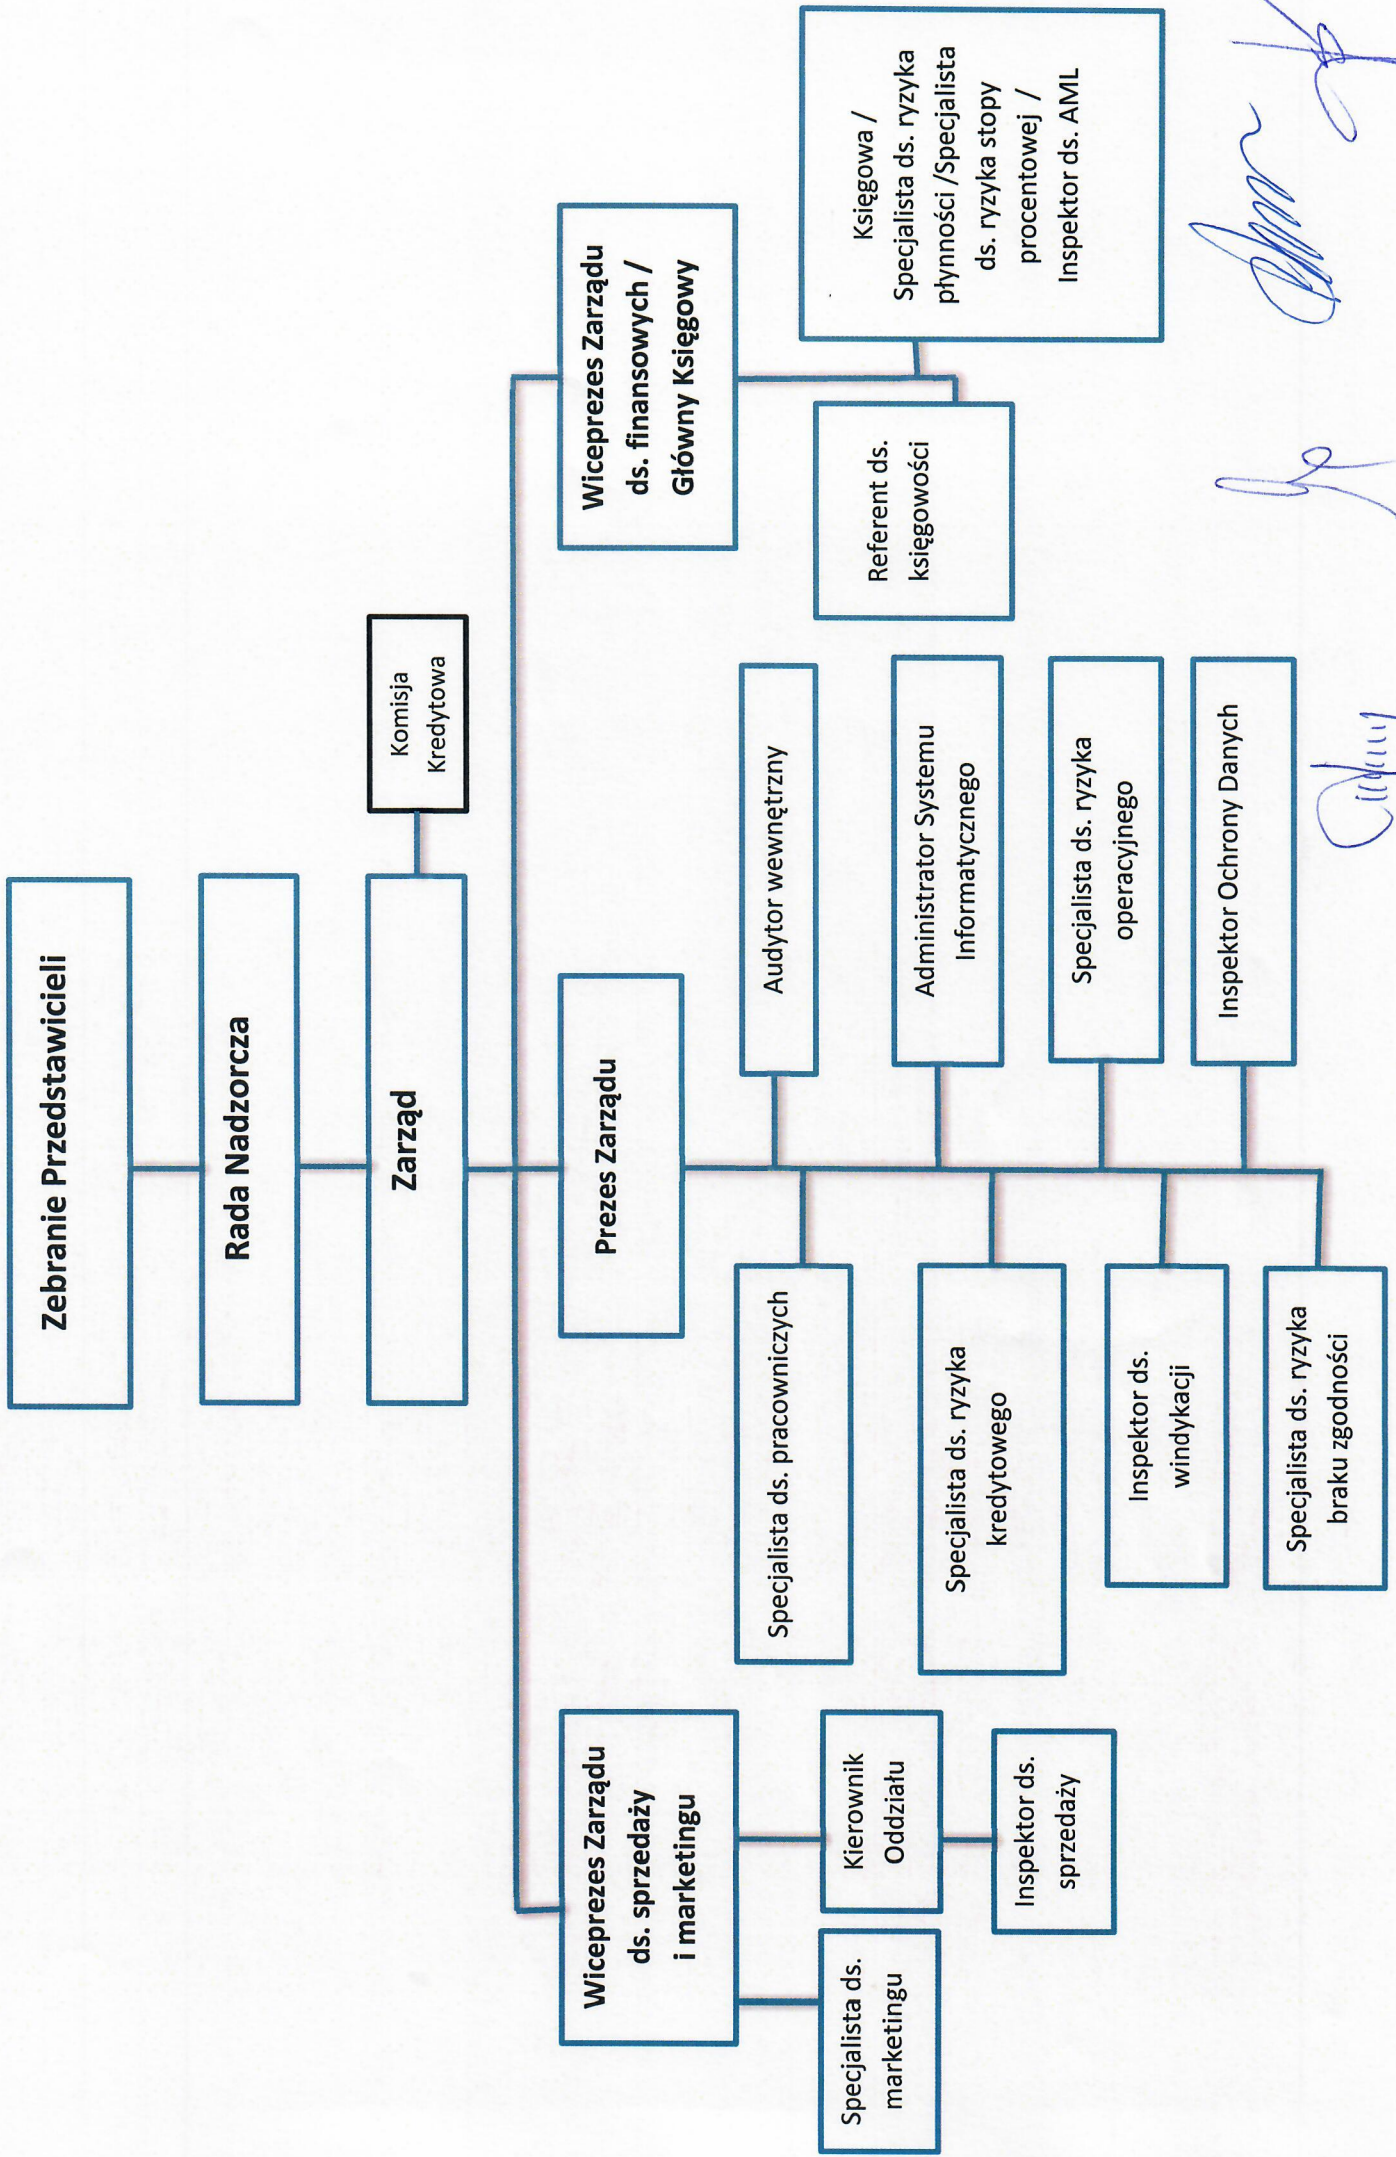 Zebranie Przedstawicieli
Rada Nadzorcza
Zarząd
Komisja
Kredytowa
Wiceprezes Zarządu
ds. sprzedaży
i marketingu
Prezes Zarządu
Wiceprezes Zarządu
ds. finansowych /
Główny Księgowy
Specjalista ds.
marketingu
Kierownik
Oddziału
Inspektor ds.
sprzedaży
Specjalista ds. pracowniczych
Specjalista ds. ryzyka
kredytowego
Inspektor ds.
windykacji
Specjalista ds. ryzyka
braku zgodności
Audytor wewnętrzny
Administrator Systemu
Informatycznego
Specjalista ds. ryzyka
operacyjnego
Inspektor Ochrony Danych
Referent ds.
księgowości
Księgowa /
Specjalista ds. ryzyka
płynności /Specjalista
ds. ryzyka stopy
procentowej /
Inspektor ds. AML